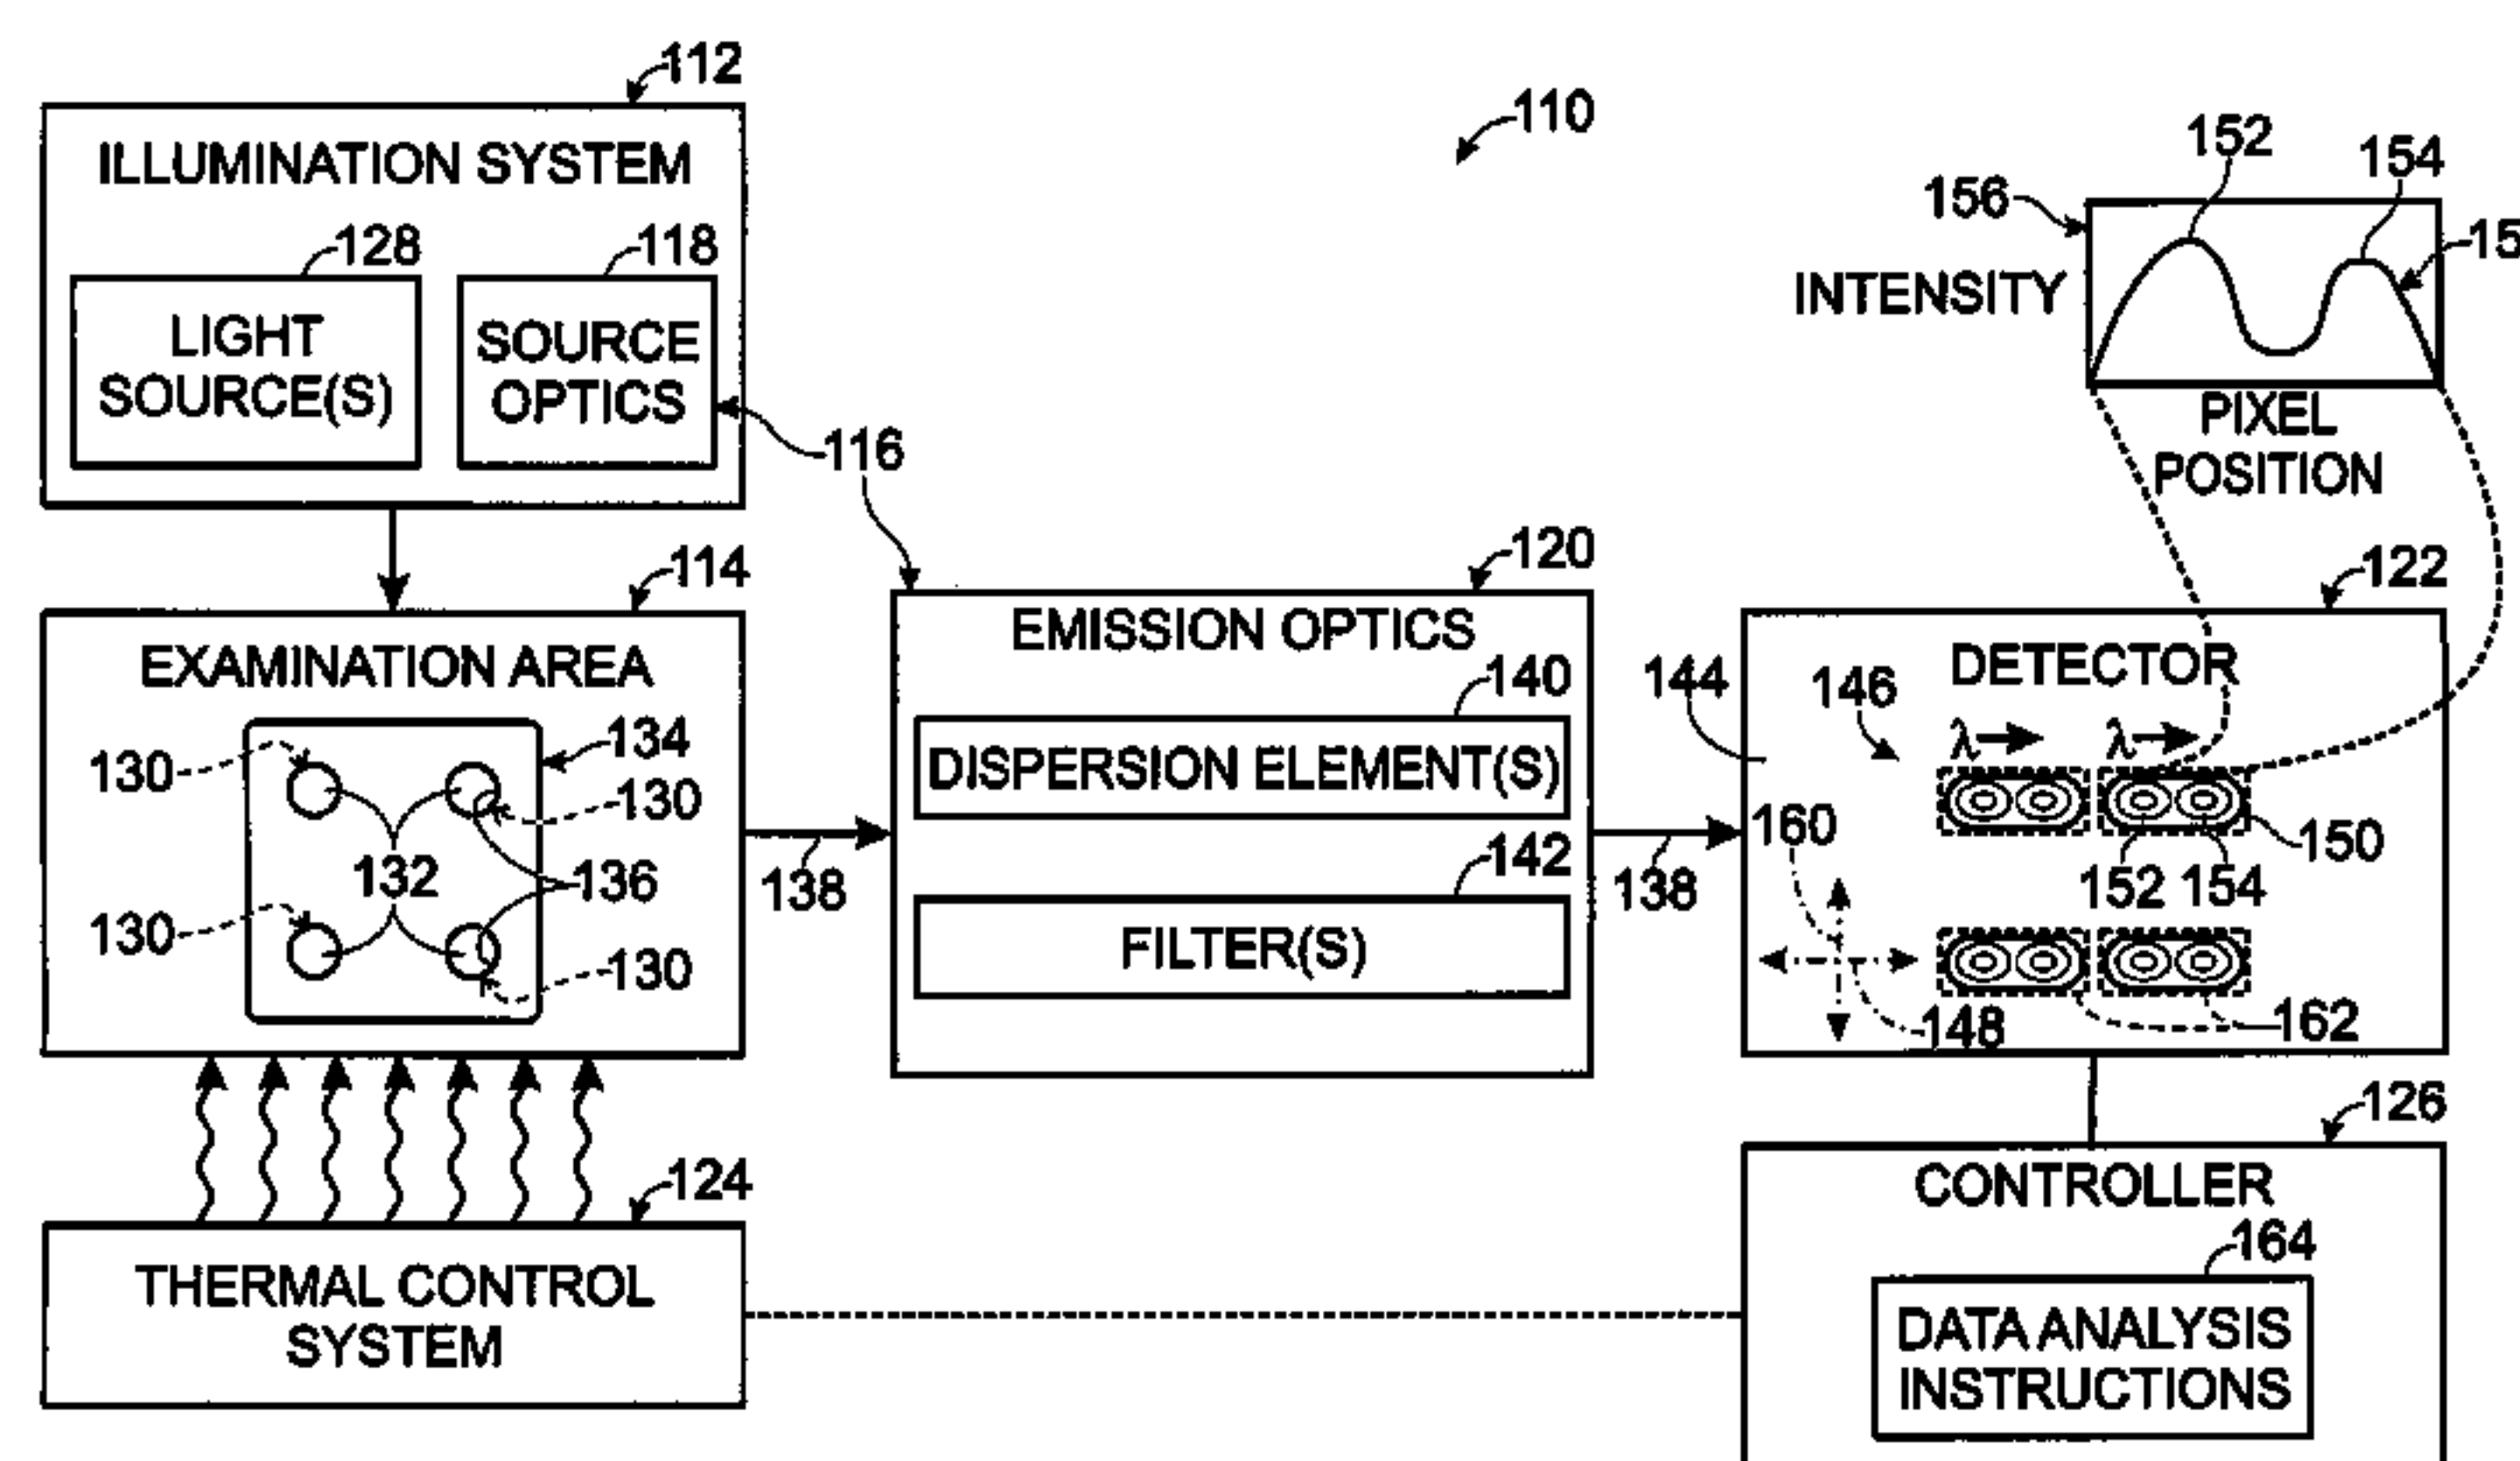 112
110
ILLUMINATION SYSTEM
128
118
LIGHT
SOURCE(S)
SOURCE
OPTICS
116
152
154
156
15
INTENSITY
PIXEL
POSITION
114
EXAMINATION AREA
130
134
130
132
136
130
130
138
120
EMISSION OPTICS
140
DISPERSION ELEMENT(S)
142
FILTER(S)
138
122
DETECTOR
144
146
λ
λ
160
150
152
154
148
162
124
THERMAL CONTROL
SYSTEM
126
CONTROLLER
164
DATA ANALYSIS
INSTRUCTIONS